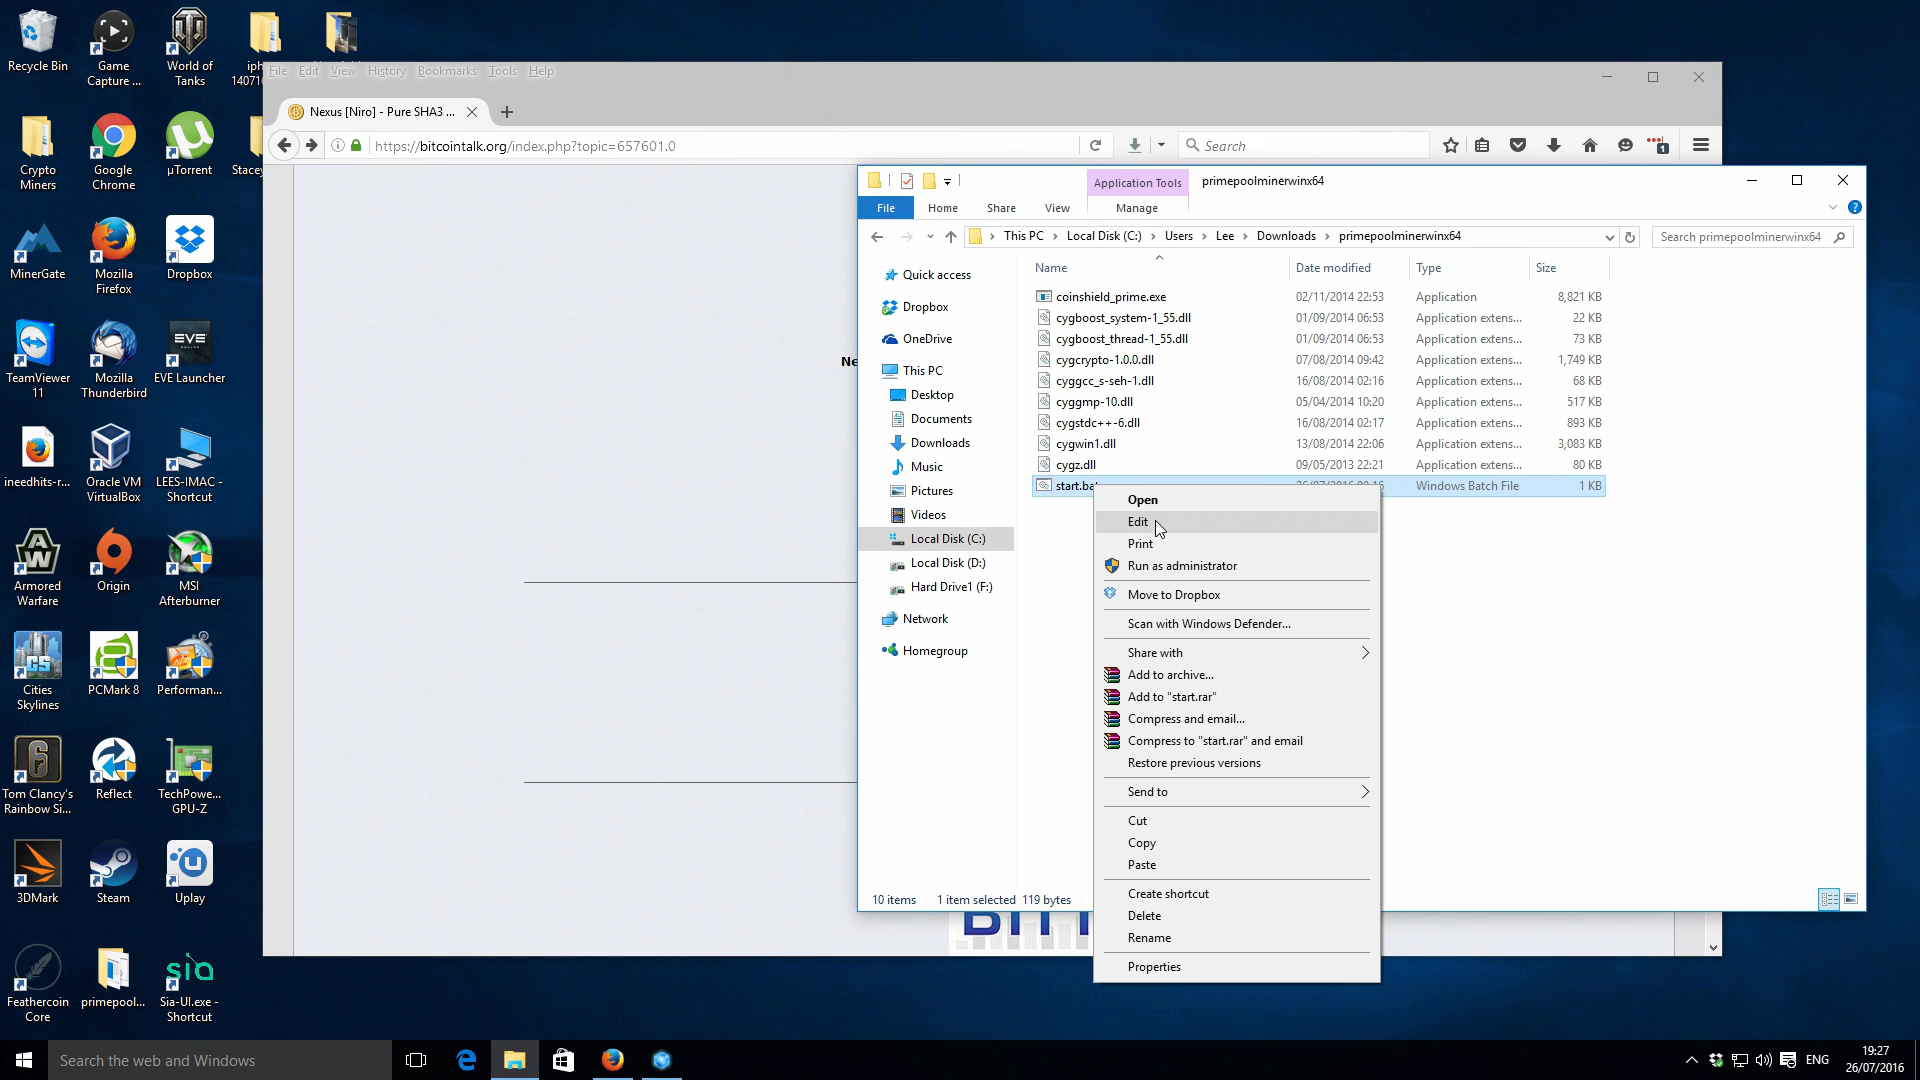 Recycle Bin
Game
Capture ...
World of
Tanks
iph
14071
Crypto
Miners
Google
Chrome
µTorrent
Stacey
MinerGate
Mozilla
Firefox
Dropbox
TeamViewer
11
Mozilla
Thunderbird
EVE
EVE Launcher
ineedhits-r...
Oracle VM
VirtualBox
LEES-IMAC -
Shortcut
Armored
Warfare
Origin
MSI
Afterburner
Cities
Skylines
PCMark 8
Performan...
Tom Clancy's
Rainbow Si...
Reflect
TechPowe...
GPU-Z
3DMark
Steam
Uplay
Feathercoin
Core
primepool...
sia
Sia-UI.exe -
Shortcut
File Edit View History Bookmarks Tools Help
Nexus [Niro] - Pure SHA3 ...
https://bitcointalk.org/index.php?topic=657601.0
Search
Ne
Application Tools
primepoolminerwinx64
File Home Share View Manage
This PC Local Disk (C:) Users Lee Downloads primepoolminerwinx64
Search primepoolminerwinx64
Quick access
Dropbox
OneDrive
This PC
Desktop
Documents
Downloads
Music
Pictures
Videos
Local Disk (C:)
Local Disk (D:)
Hard Drive1 (F:)
Network
Homegroup
Name Date modified Type Size
coinshield_prime.exe 02/11/2014 22:53 Application 8,821 KB
cygboost_system-1_55.dll 01/09/2014 06:53 Application extens... 22 KB
cygboost_thread-1_55.dll 01/09/2014 06:53 Application extens... 73 KB
cygcrypto-1.0.0.dll 07/08/2014 09:42 Application extens... 1,749 KB
cyggcc_s-seh-1.dll 16/08/2014 02:16 Application extens... 68 KB
cyggmp-10.dll 05/04/2014 10:20 Application extens... 517 KB
cygstdc++-6.dll 16/08/2014 02:17 Application extens... 893 KB
cygwin1.dll 13/08/2014 22:06 Application extens... 3,083 KB
cygz.dll 09/05/2013 22:21 Application extens... 80 KB
start.bat Windows Batch File 1 KB
Open
Edit
Print
Run as administrator
Move to Dropbox
Scan with Windows Defender...
Share with
Add to archive...
Add to "start.rar"
Compress and email...
Compress to "start.rar" and email
Restore previous versions
Send to
Cut
Copy
Paste
Create shortcut
Delete
Rename
Properties
10 items 1 item selected 119 bytes
BIT
Search the web and Windows
ENG
19:27
26/07/2016